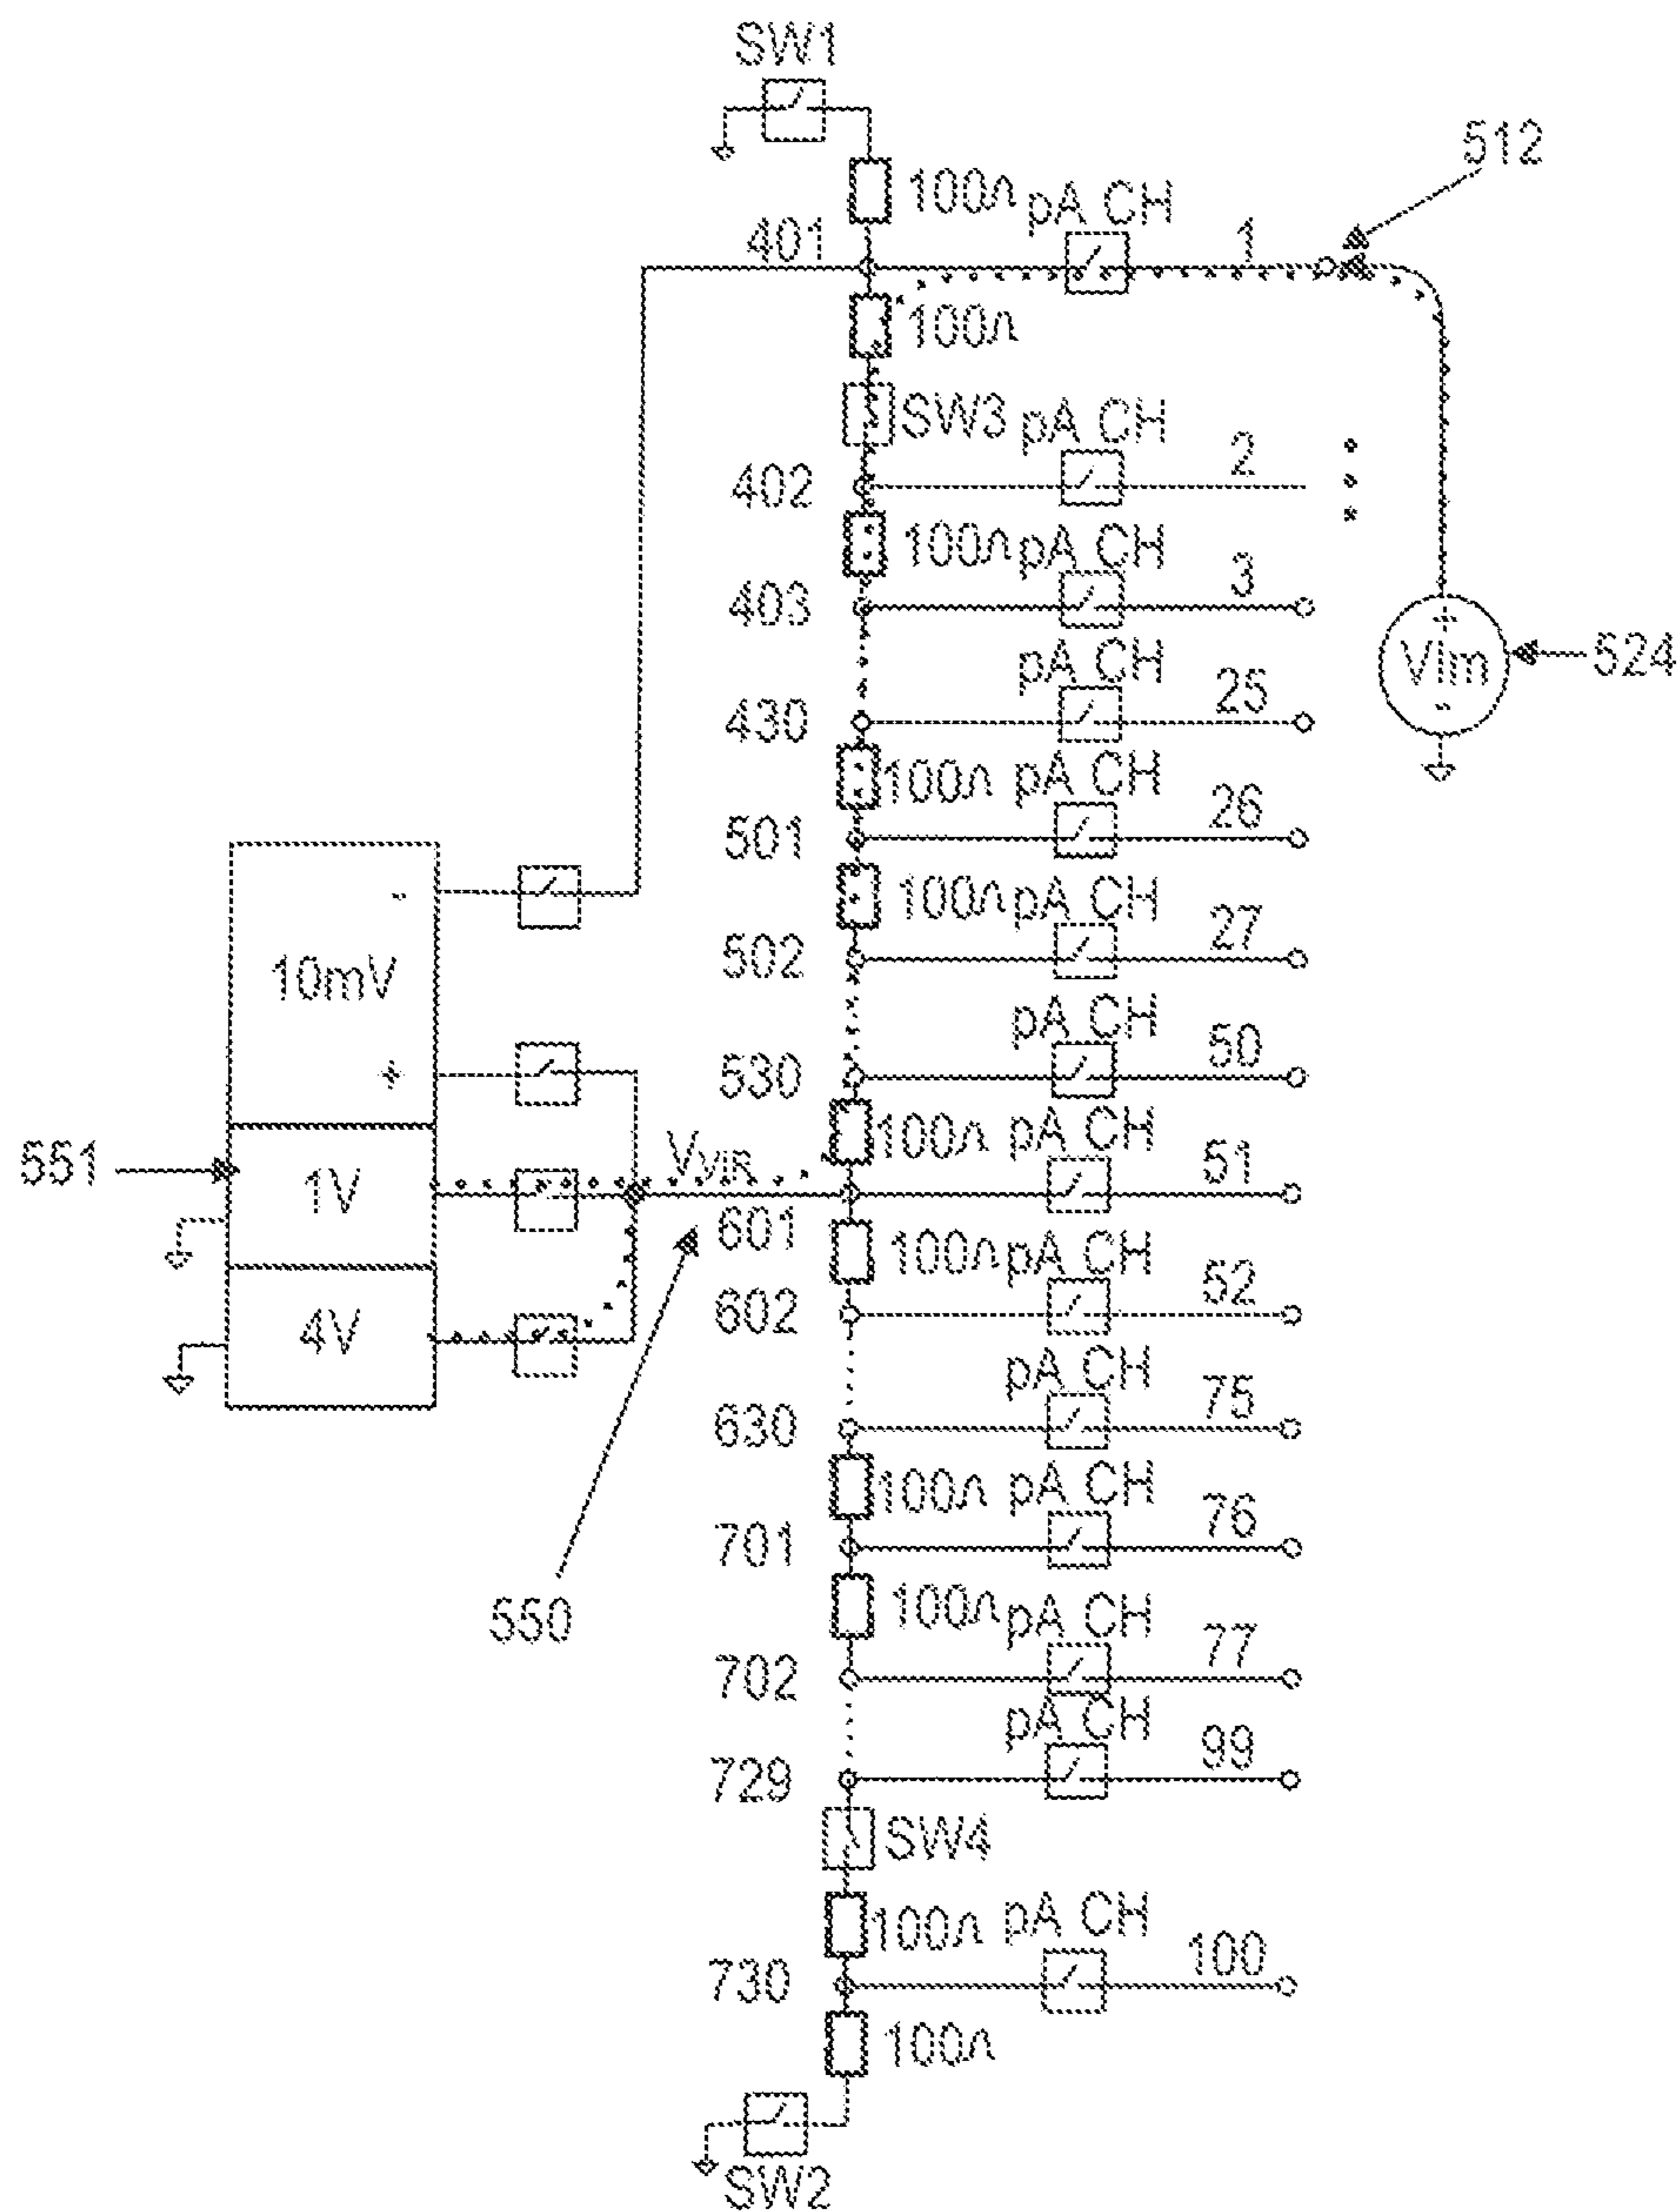 SW1
512
100Ω pA CH
401 1
100Ω
SW3 pA CH
402 2
100Ω pA CH
403 3
VIm 524
pA CH
430 25
100Ω pA CH
501 26
100Ω pA CH
502 27
-
10mV
+
pA CH
530 50
100Ω pA CH
551 1V VVIR 51
601
100Ω pA CH
602 52
4V
pA CH
630 75
100Ω pA CH
701 76
550
100Ω pA CH
702 77
pA CH
729 99
SW4
100Ω pA CH
730 100
100Ω
SW2